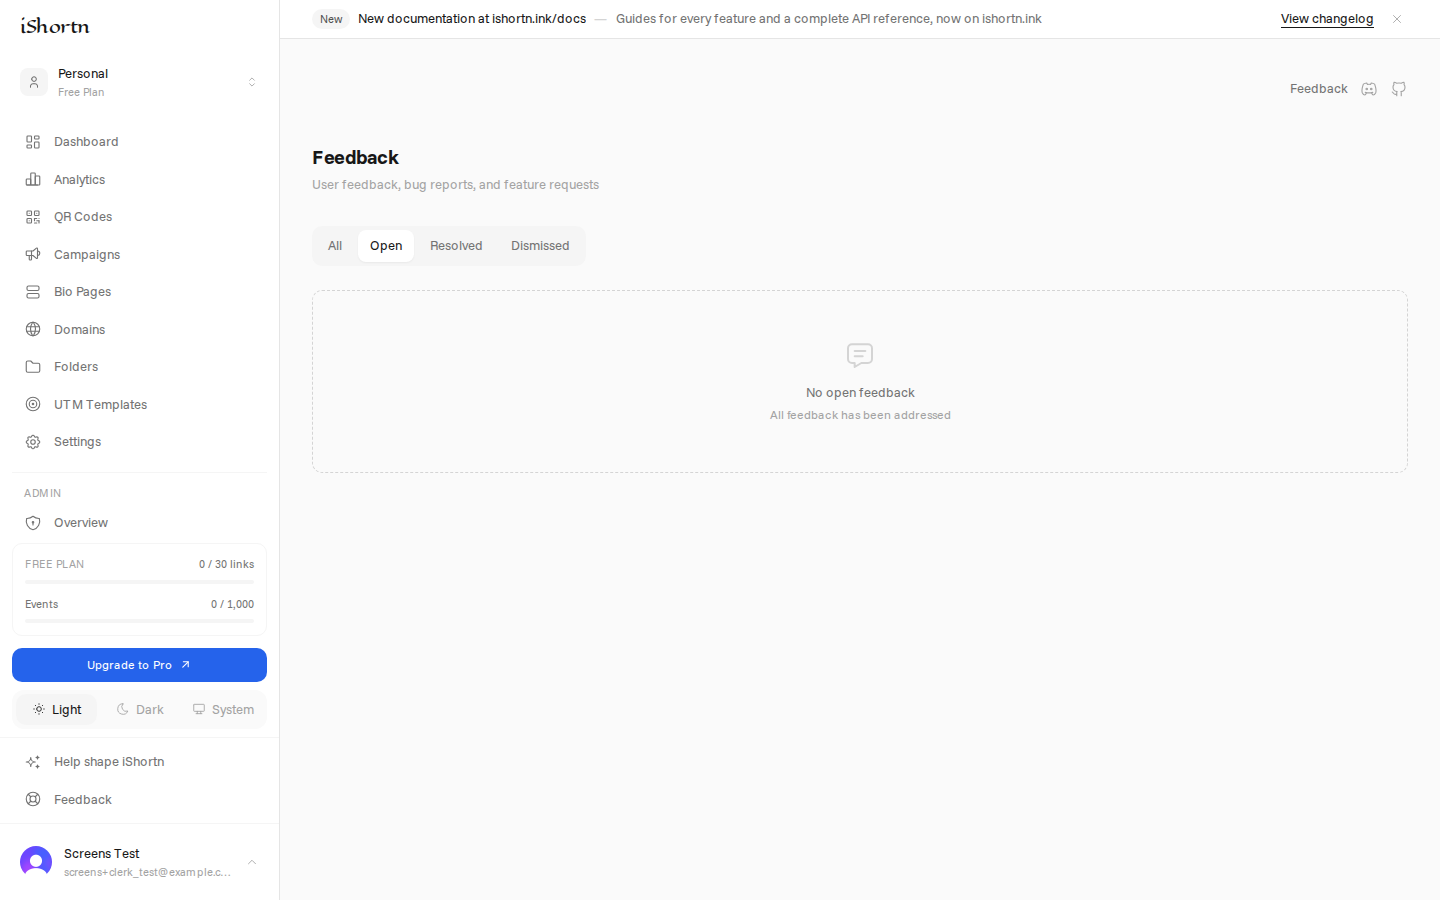 iShortn
Personal
Free Plan
Dashboard
Analytics
QR Codes
Campaigns
Bio Pages
Domains
Folders
UTM Templates
Settings
ADMIN
Overview
FREE PLAN 0 / 30 links
Events 0 / 1,000
Upgrade to Pro
Light Dark System
Help shape iShortn
Feedback
Screens Test
screens+clerk_test@example.c...
New New documentation at ishortn.ink/docs — Guides for every feature and a complete API reference, now on ishortn.ink View changelog
Feedback
Feedback
User feedback, bug reports, and feature requests
All Open Resolved Dismissed
No open feedback
All feedback has been addressed